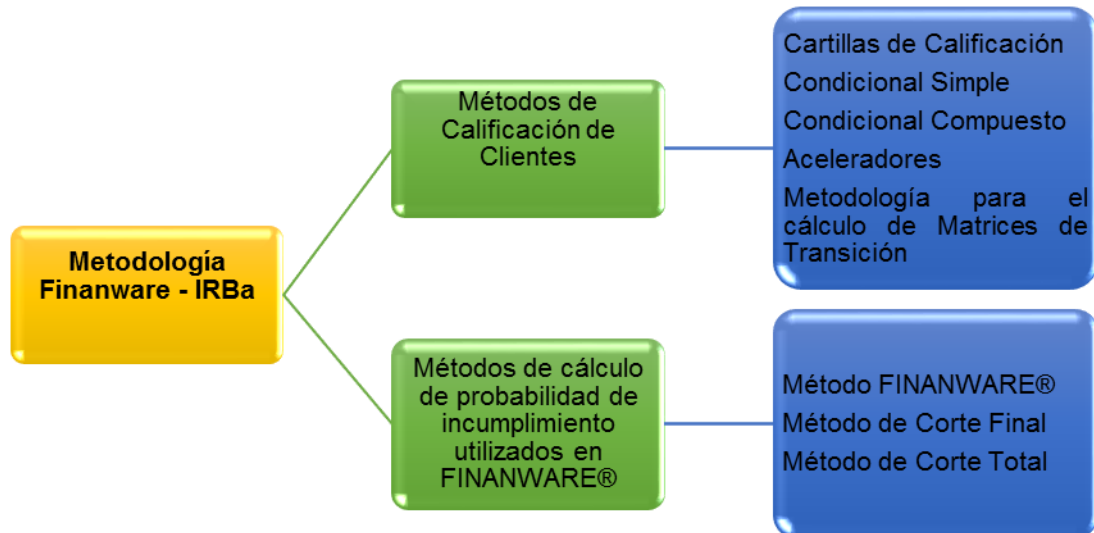 Metodología
Finanware - IRBa
Métodos de
Calificación de
Clientes
Cartillas de Calificación
Condicional Simple
Condicional Compuesto
Aceleradores
Metodología para el
cálculo de Matrices de
Transición
Métodos de cálculo
de probabilidad de
incumplimiento
utilizados en
FINANWARE®
Método FINANWARE®
Método de Corte Final
Método de Corte Total